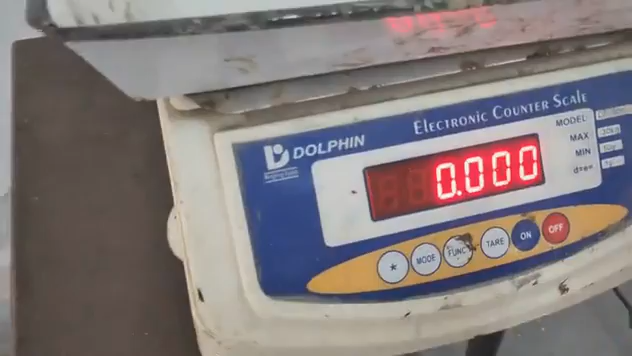 DOLPHIN
Electronic Counter Scale
MODEL
MAX
MIN
d=e=
0.000
* MODE FUNC TARE ON OFF